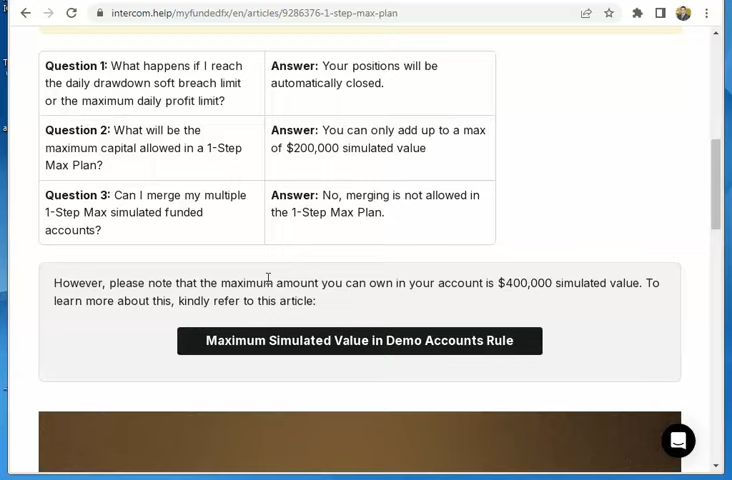 intercom.help/myfundedfx/en/articles/9286376-1-step-max-plan
Question 1: What happens if I reach
the daily drawdown soft breach limit
or the maximum daily profit limit?
Answer: Your positions will be
automatically closed.
Question 2: What will be the
maximum capital allowed in a 1-Step
Max Plan?
Answer: You can only add up to a max
of $200,000 simulated value
Question 3: Can I merge my multiple
1-Step Max simulated funded
accounts?
Answer: No, merging is not allowed in
the 1-Step Max Plan.
However, please note that the maximum amount you can own in your account is $400,000 simulated value. To
learn more about this, kindly refer to this article:
Maximum Simulated Value in Demo Accounts Rule